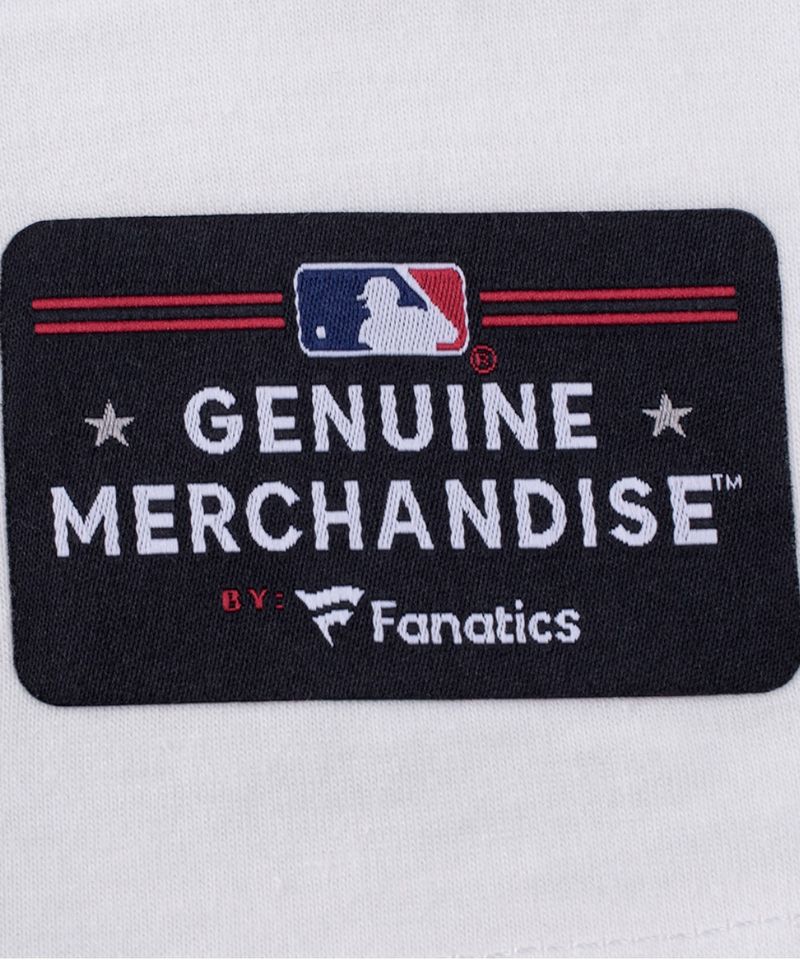 ®
GENUINE
MERCHANDISE™
BY: Fanatics